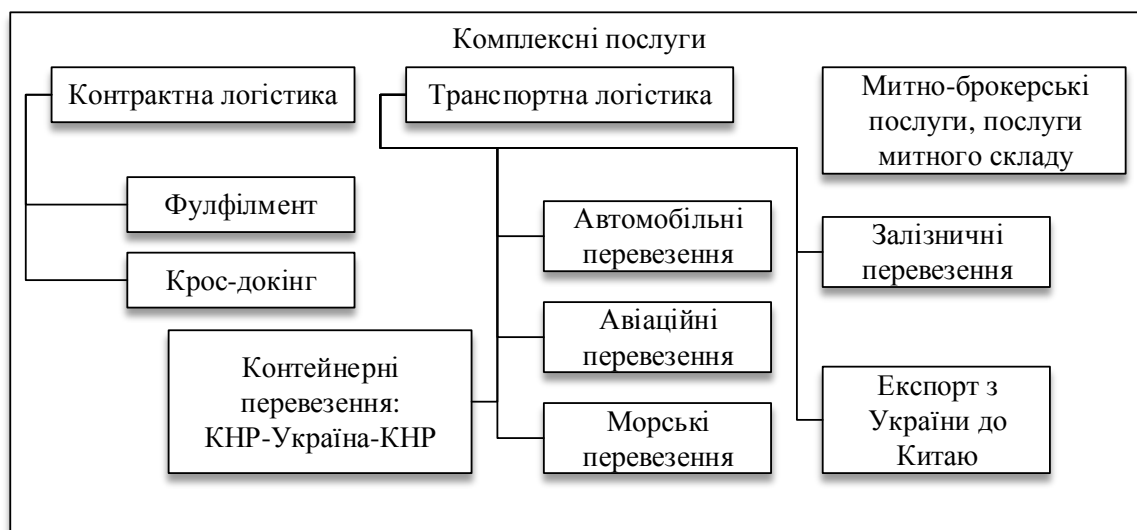 Комплексні послуги
Контрактна логістика
Транспортна логістика
Митно-брокерські
послуги, послуги
митного складу
Фулфілмент
Крос-докінг
Контейнерні
перевезення:
КНР-Україна-КНР
Автомобільні
перевезення
Авіаційні
перевезення
Морські
перевезення
Залізничні
перевезення
Експорт з
України до
Китаю